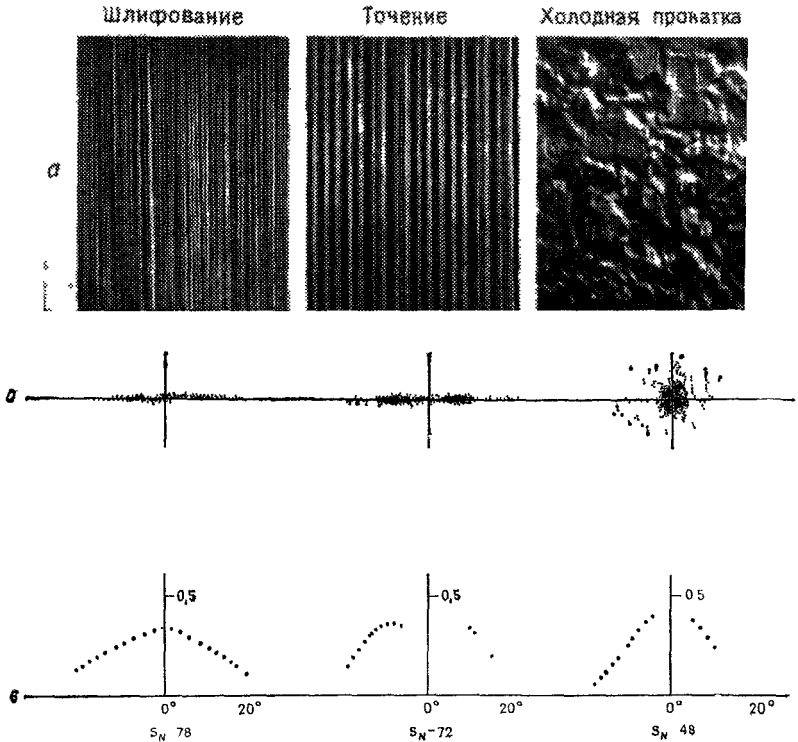 Шлифование Точение Холодная прокатка
а
б
0,5 0,5 0.5
в
0° 20° 0° 20° 0° 20°
S_N 78 S_N-72 S_N 48